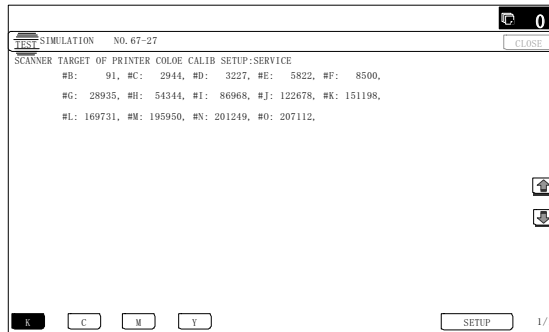 0
TEST SIMULATION NO. 67-27
CLOSE
SCANNER TARGET OF PRINTER COLOE CALIB SETUP:SERVICE
#B: 91, #C: 2944, #D: 3227, #E: 5822, #F: 8500,
#G: 28935, #H: 54344, #I: 86968, #J: 122678, #K: 151198,
#L: 169731, #M: 195950, #N: 201249, #O: 207112,
K C M Y SETUP 1/